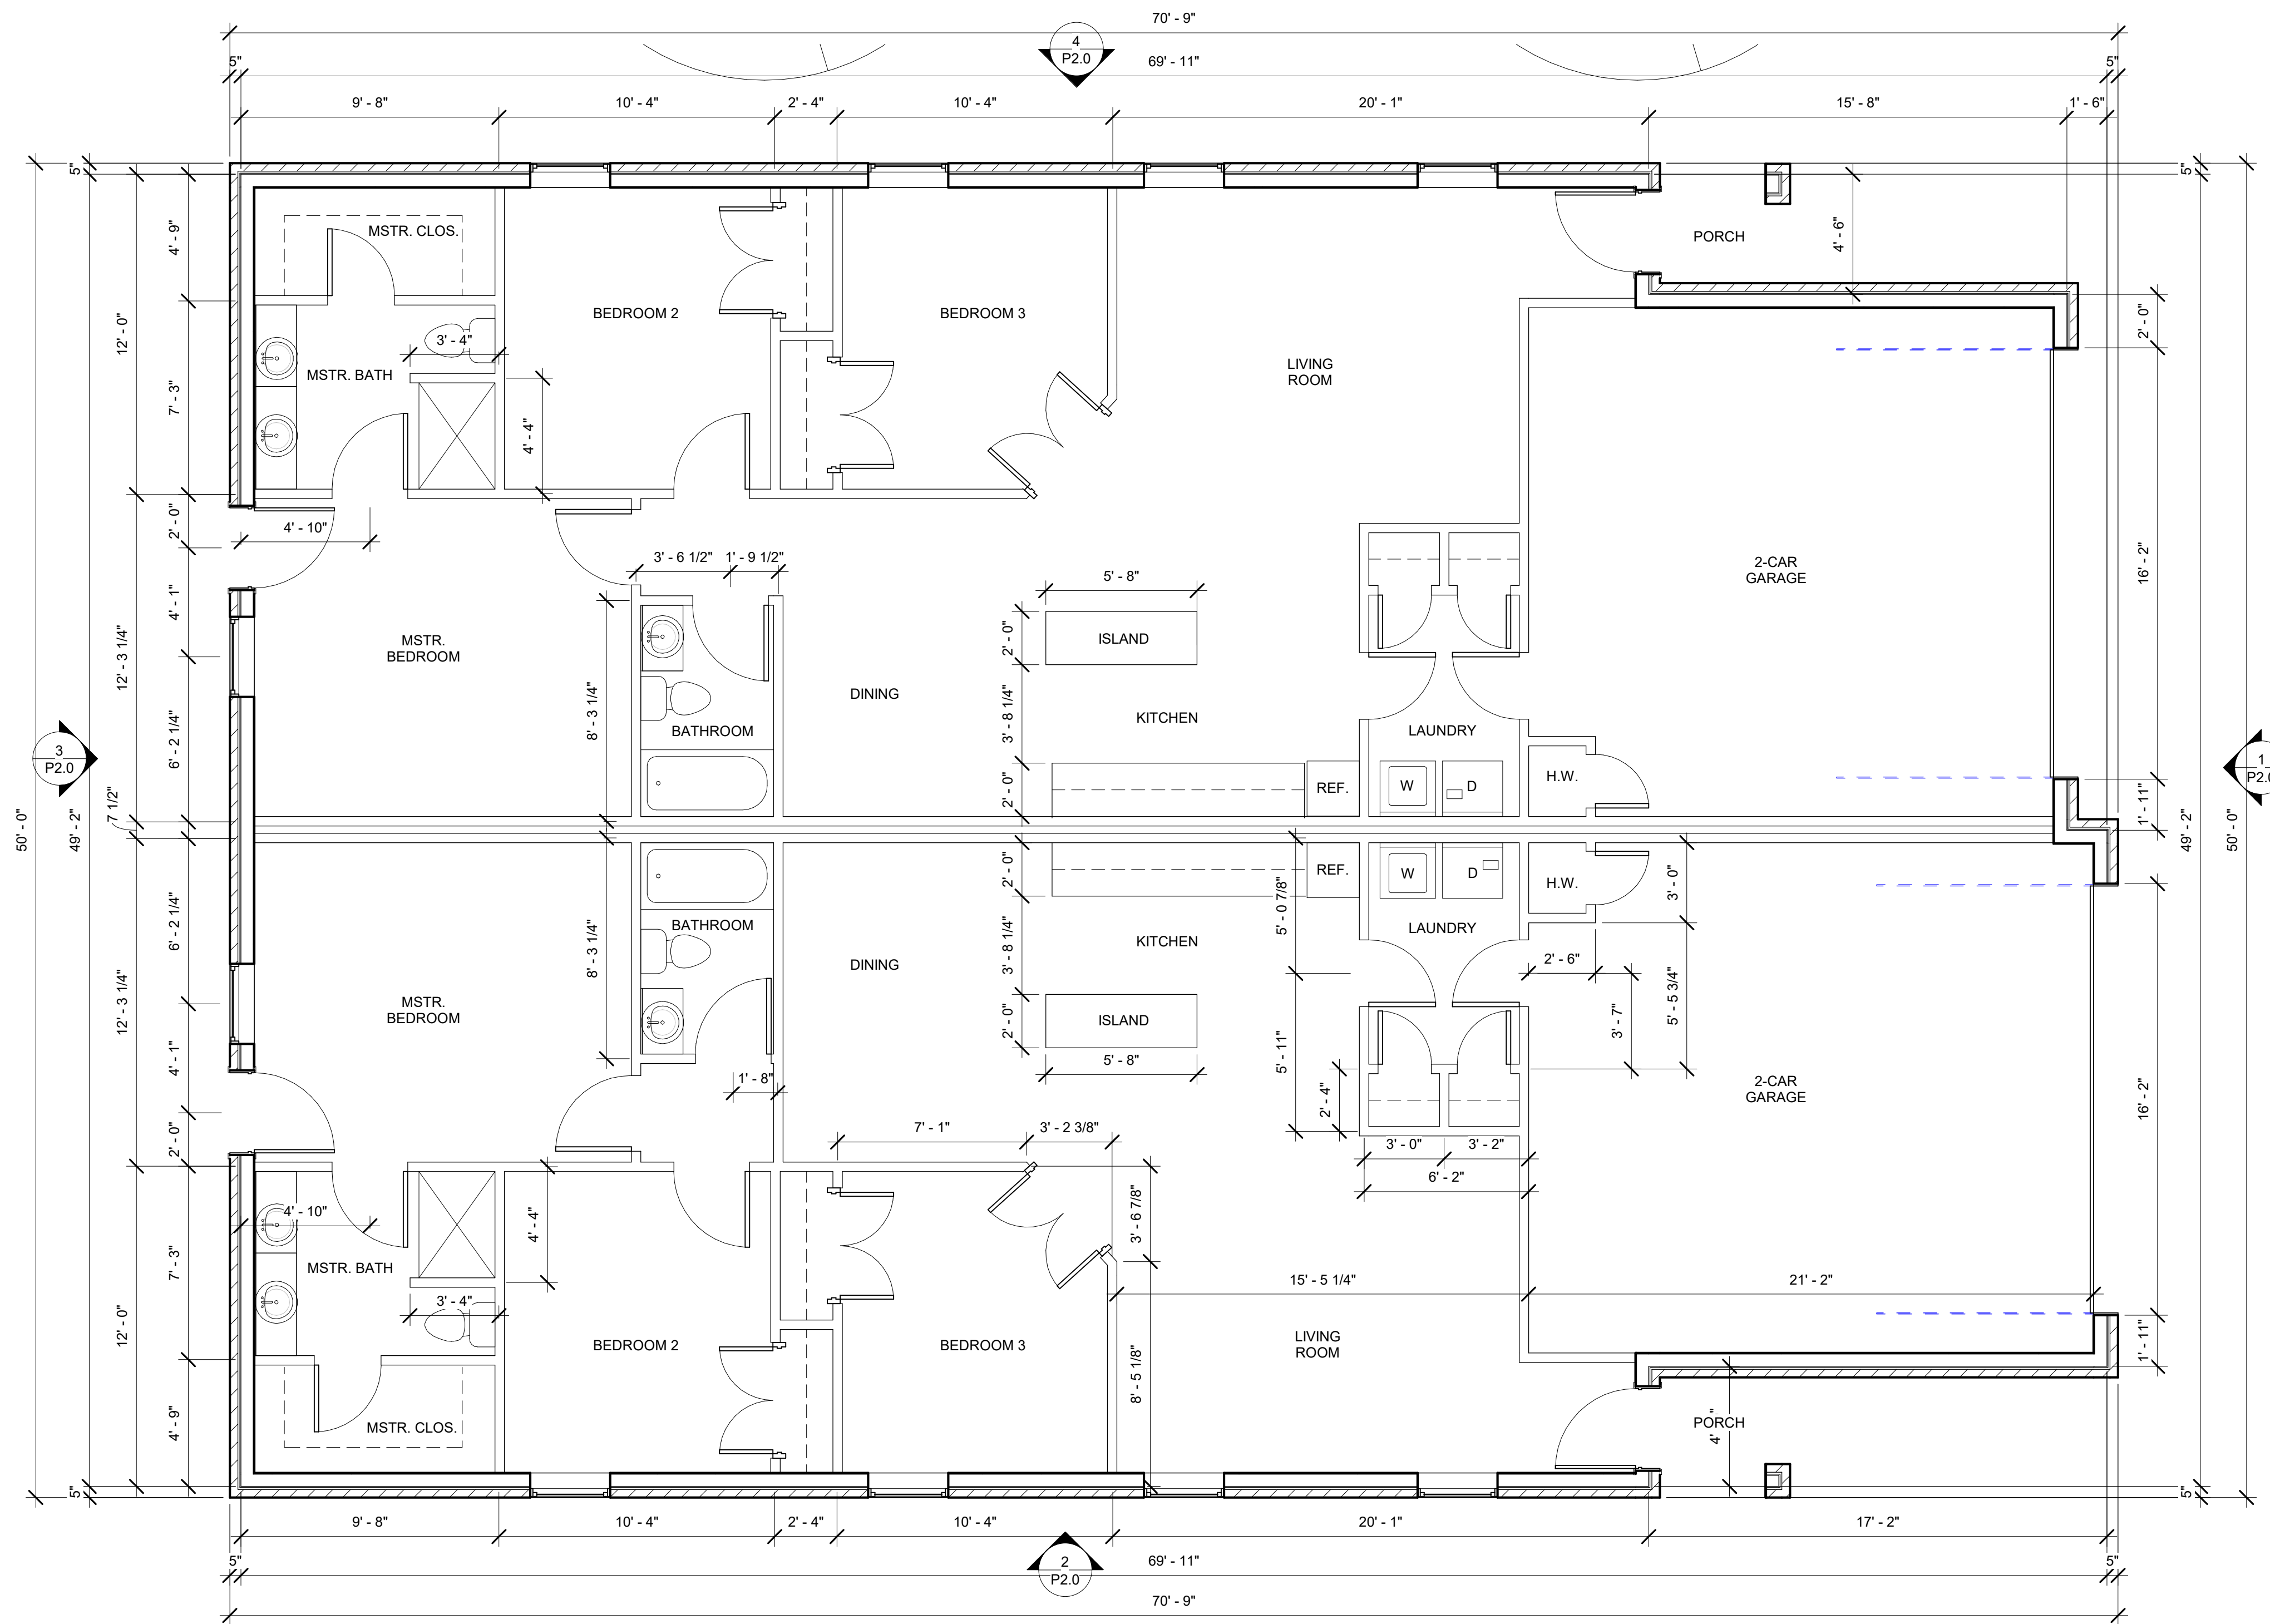 70' - 9"
4
P2.0
5"
69' - 11"
5"
9' - 8"
10' - 4"
2' - 4"
10' - 4"
20' - 1"
15' - 8"
1' - 6"
5"
5"
4' - 9"
MSTR. CLOS.
PORCH
4' - 6"
12' - 0"
BEDROOM 2
BEDROOM 3
2' - 0"
3' - 4"
MSTR. BATH
LIVING
ROOM
7' - 3"
4' - 4"
2' - 0"
4' - 10"
3' - 6 1/2"
1' - 9 1/2"
5' - 8"
2-CAR
GARAGE
16' - 2"
4' - 1"
12' - 3 1/4"
MSTR.
BEDROOM
8' - 3 1/4"
2' - 0"
ISLAND
DINING
3' - 8 1/4"
KITCHEN
BATHROOM
LAUNDRY
6' - 2 1/4"
3
P2.0
1
P2.0
2' - 0"
REF.
W
D
H.W.
7 1/2"
1' - 11"
50' - 0"
49' - 2"
49' - 2"
50' - 0"
2' - 0"
REF.
W
D
H.W.
3' - 0"
6' - 2 1/4"
8' - 3 1/4"
BATHROOM
5' - 0 7/8"
LAUNDRY
3' - 8 1/4"
KITCHEN
DINING
2' - 6"
5' - 5 3/4"
12' - 3 1/4"
MSTR.
BEDROOM
2' - 0"
ISLAND
3' - 7"
4' - 1"
5' - 11"
5' - 8"
1' - 8"
2' - 4"
2-CAR
GARAGE
16' - 2"
2' - 0"
7' - 1"
3' - 2 3/8"
3' - 0"
3' - 2"
6' - 2"
4' - 10"
4' - 4"
3' - 6 7/8"
7' - 3"
MSTR. BATH
15' - 5 1/4"
21' - 2"
3' - 4"
12' - 0"
BEDROOM 2
BEDROOM 3
LIVING
ROOM
1' - 11"
8' - 5 1/8"
4' - 9"
MSTR. CLOS.
PORCH
5"
5"
9' - 8"
10' - 4"
2' - 4"
10' - 4"
20' - 1"
17' - 2"
5"
2
P2.0
69' - 11"
5"
70' - 9"